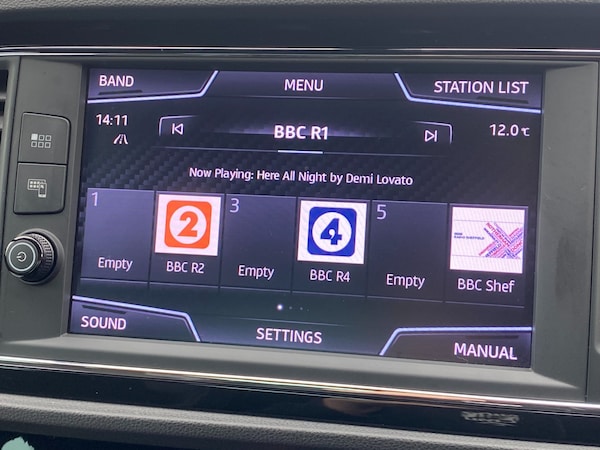 BAND
MENU
STATION LIST
14:11
BBC R1
12.0℃
Now Playing: Here All Night by Demi Lovato
1
3
5
2
4
Empty
BBC R2
Empty
BBC R4
Empty
BBC Shef
SOUND
SETTINGS
MANUAL